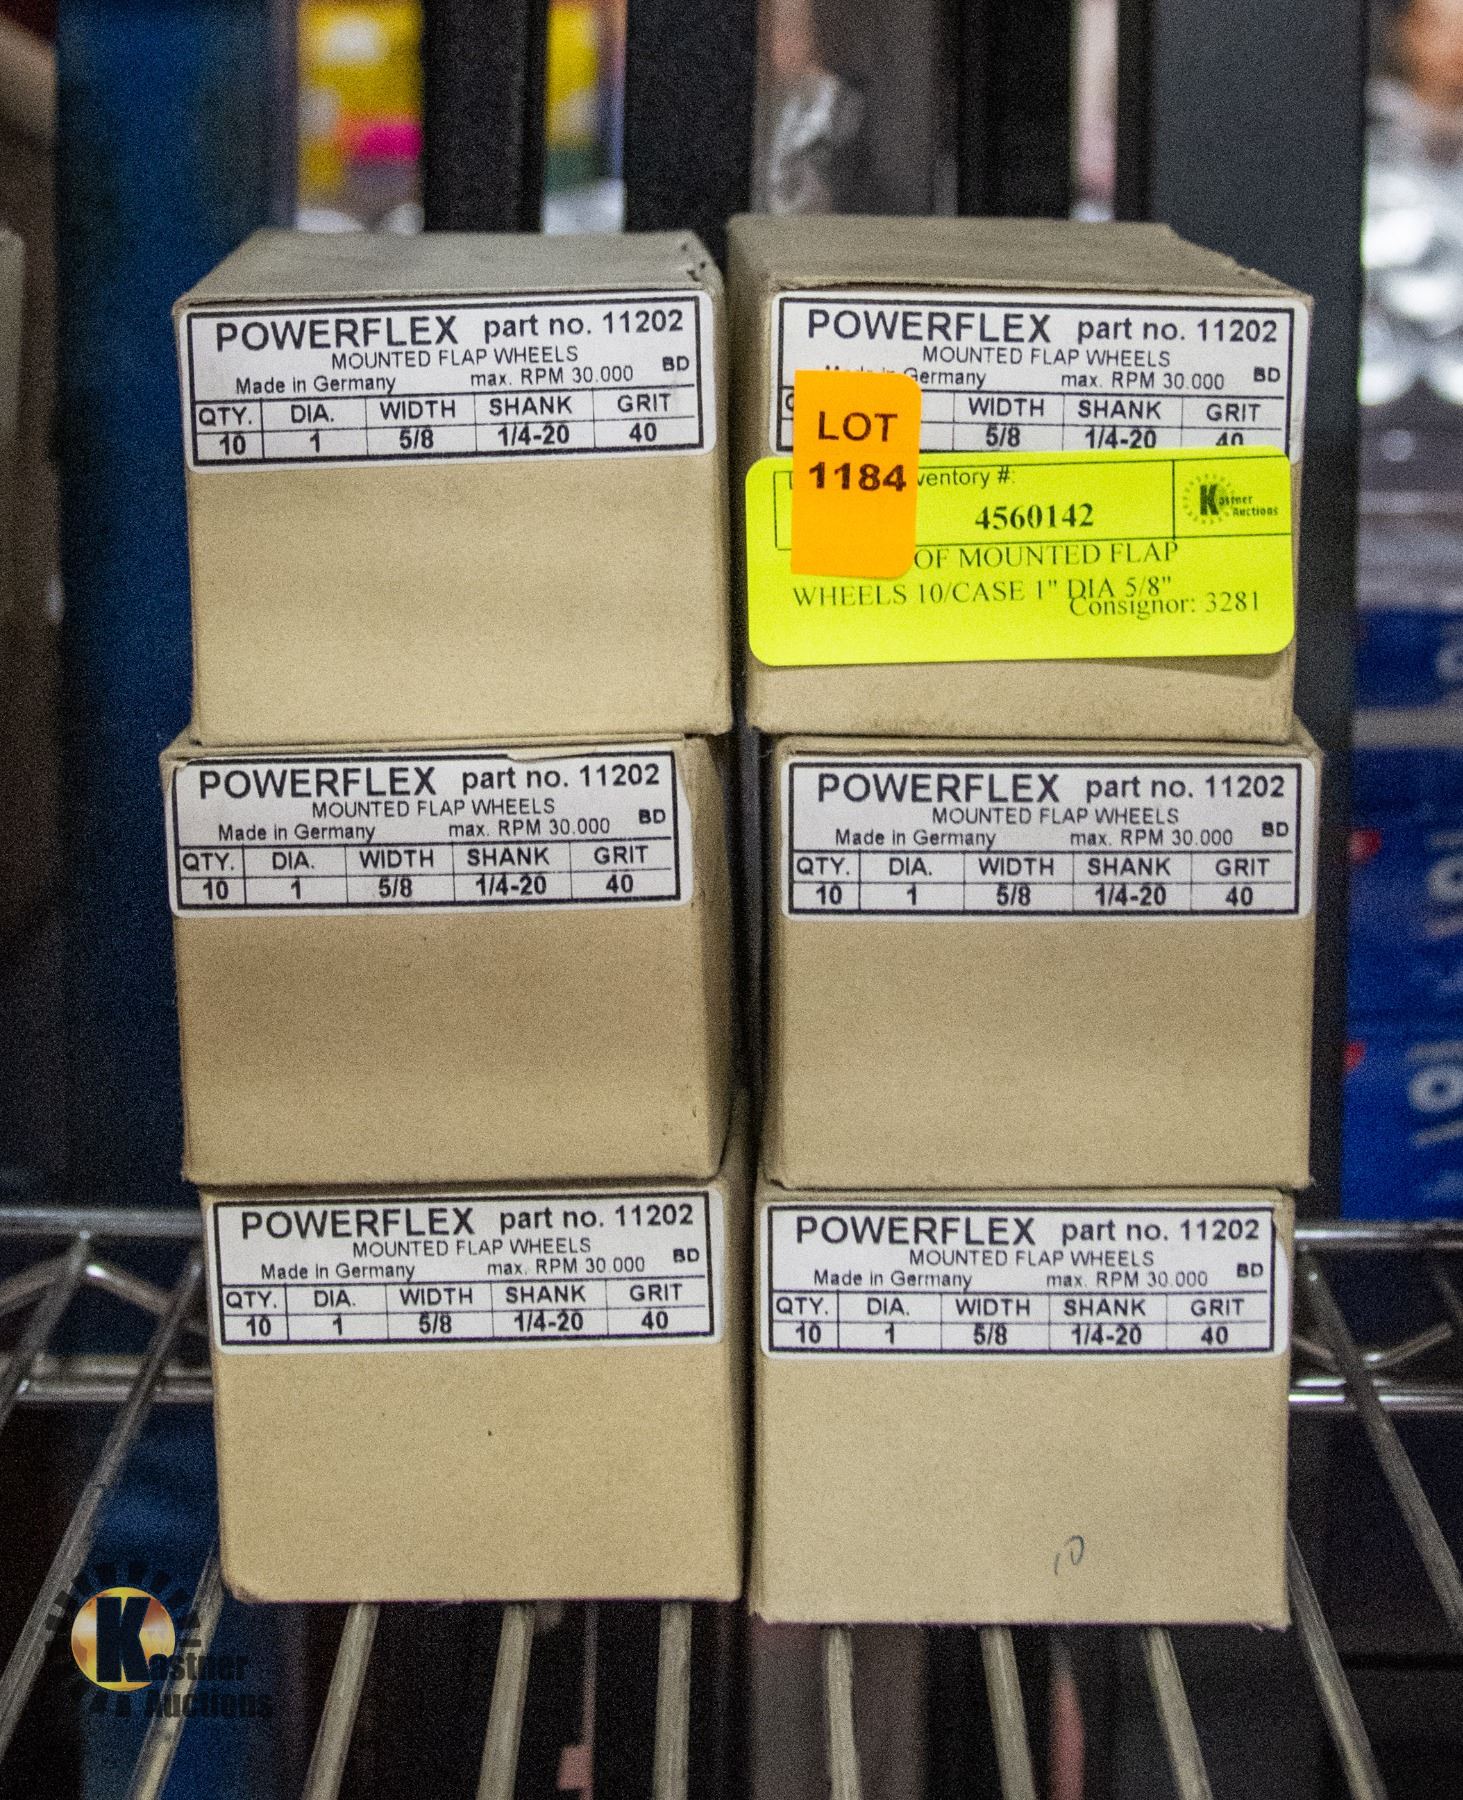 POWERFLEX part no. 11202
MOUNTED FLAP WHEELS
Made in Germany max. RPM 30.000 BD
QTY. DIA. WIDTH SHANK GRIT
10 1 5/8 1/4-20 40
POWERFLEX part no. 11202
MOUNTED FLAP WHEELS
Germany max. RPM 30.000 BD
WIDTH SHANK GRIT
5/8 1/4-20 40
LOT
1184
4560142
Kastner
Auctions
OF MOUNTED FLAP
WHEELS 10/CASE 1" DIA 5/8"
Consignor: 3281
POWERFLEX part no. 11202
MOUNTED FLAP WHEELS
Made in Germany max. RPM 30.000 BD
QTY. DIA. WIDTH SHANK GRIT
10 1 5/8 1/4-20 40
POWERFLEX part no. 11202
MOUNTED FLAP WHEELS
Made in Germany max. RPM 30.000 BD
QTY. DIA. WIDTH SHANK GRIT
10 1 5/8 1/4-20 40
POWERFLEX part no. 11202
MOUNTED FLAP WHEELS
Made in Germany max. RPM 30.000 BD
QTY. DIA. WIDTH SHANK GRIT
10 1 5/8 1/4-20 40
POWERFLEX part no. 11202
MOUNTED FLAP WHEELS
Made in Germany max. RPM 30.000 BD
QTY. DIA. WIDTH SHANK GRIT
10 1 5/8 1/4-20 40
10
Kastner
Auctions